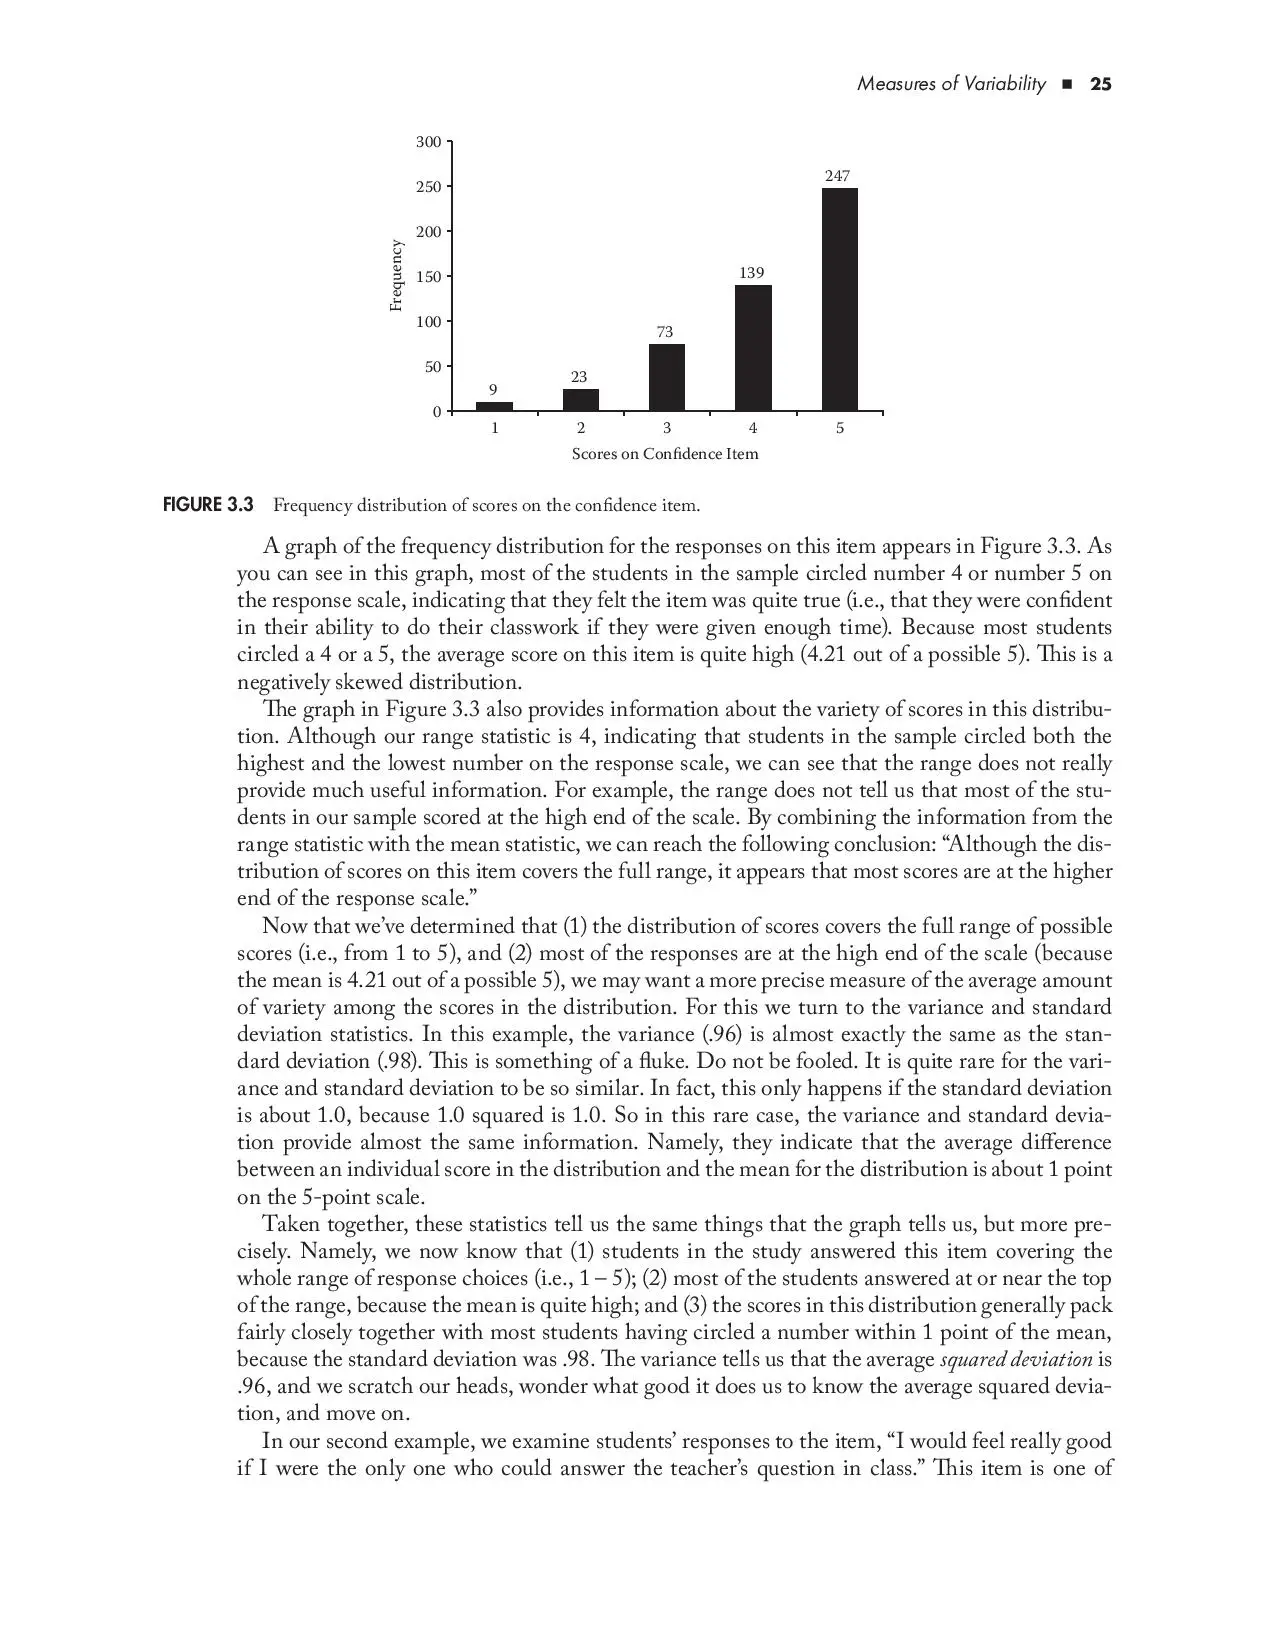 Measures of Variability ■ 25
300
250
200
150
100
50
0
Frequency
9
23
73
139
247
1 2 3 4 5
Scores on Confidence Item
FIGURE 3.3 Frequency distribution of scores on the confidence item.
A graph of the frequency distribution for the responses on this item appears in Figure 3.3. As
you can see in this graph, most of the students in the sample circled number 4 or number 5 on
the response scale, indicating that they felt the item was quite true (i.e., that they were confident
in their ability to do their classwork if they were given enough time). Because most students
circled a 4 or a 5, the average score on this item is quite high (4.21 out of a possible 5). This is a
negatively skewed distribution.
The graph in Figure 3.3 also provides information about the variety of scores in this distribu-
tion. Although our range statistic is 4, indicating that students in the sample circled both the
highest and the lowest number on the response scale, we can see that the range does not really
provide much useful information. For example, the range does not tell us that most of the stu-
dents in our sample scored at the high end of the scale. By combining the information from the
range statistic with the mean statistic, we can reach the following conclusion: “Although the dis-
tribution of scores on this item covers the full range, it appears that most scores are at the higher
end of the response scale.”
Now that we’ve determined that (1) the distribution of scores covers the full range of possible
scores (i.e., from 1 to 5), and (2) most of the responses are at the high end of the scale (because
the mean is 4.21 out of a possible 5), we may want a more precise measure of the average amount
of variety among the scores in the distribution. For this we turn to the variance and standard
deviation statistics. In this example, the variance (.96) is almost exactly the same as the stan-
dard deviation (.98). This is something of a fluke. Do not be fooled. It is quite rare for the vari-
ance and standard deviation to be so similar. In fact, this only happens if the standard deviation
is about 1.0, because 1.0 squared is 1.0. So in this rare case, the variance and standard devia-
tion provide almost the same information. Namely, they indicate that the average difference
between an individual score in the distribution and the mean for the distribution is about 1 point
on the 5-point scale.
Taken together, these statistics tell us the same things that the graph tells us, but more pre-
cisely. Namely, we now know that (1) students in the study answered this item covering the
whole range of response choices (i.e., 1 – 5); (2) most of the students answered at or near the top
of the range, because the mean is quite high; and (3) the scores in this distribution generally pack
fairly closely together with most students having circled a number within 1 point of the mean,
because the standard deviation was .98. The variance tells us that the average squared deviation is
.96, and we scratch our heads, wonder what good it does us to know the average squared devia-
tion, and move on.
In our second example, we examine students’ responses to the item, “I would feel really good
if I were the only one who could answer the teacher’s question in class.” This item is one of